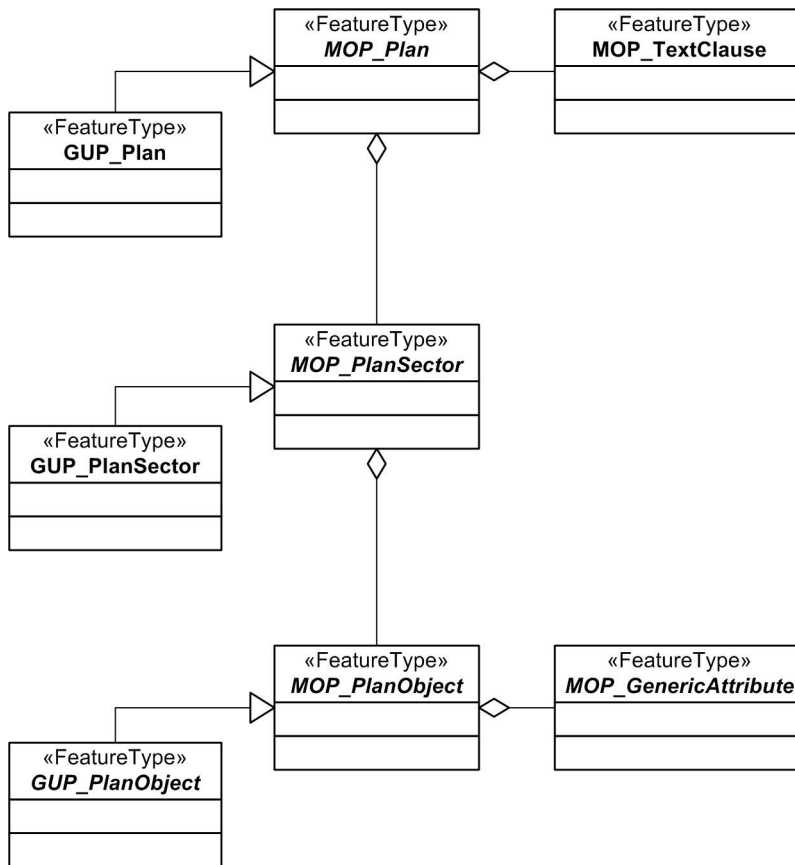 «FeatureType»
MOP_Plan
«FeatureType»
MOP_TextClause
«FeatureType»
GUP_Plan
«FeatureType»
MOP_PlanSector
«FeatureType»
GUP_PlanSector
«FeatureType»
MOP_PlanObject
«FeatureType»
MOP_GenericAttribute
«FeatureType»
GUP_PlanObject